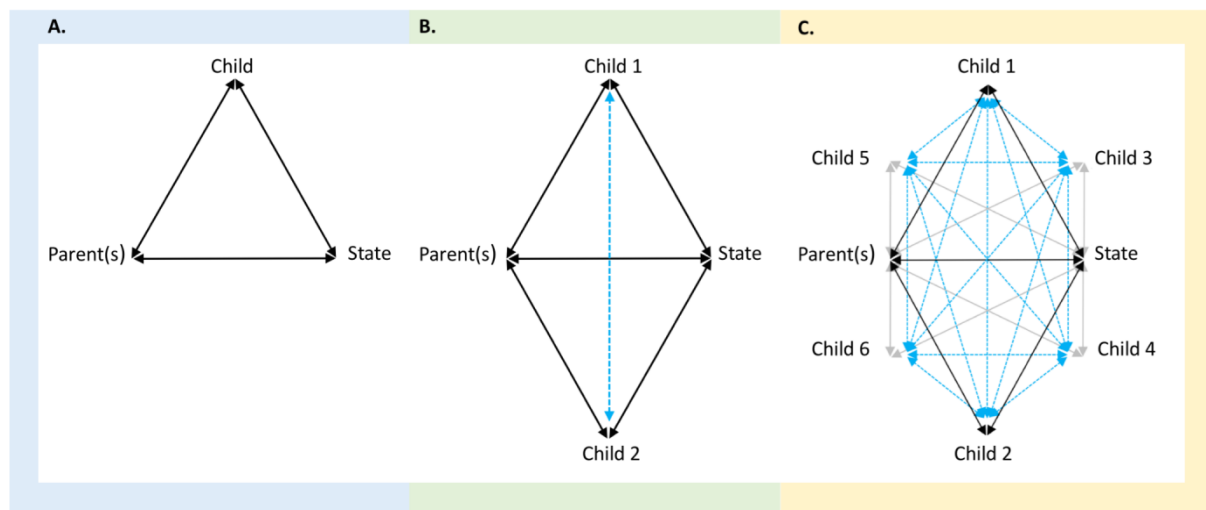 A.
Child
Parent(s)
State
B.
Child 1
Parent(s)
State
Child 2
C.
Child 1
Child 5
Child 3
Parent(s)
State
Child 6
Child 4
Child 2